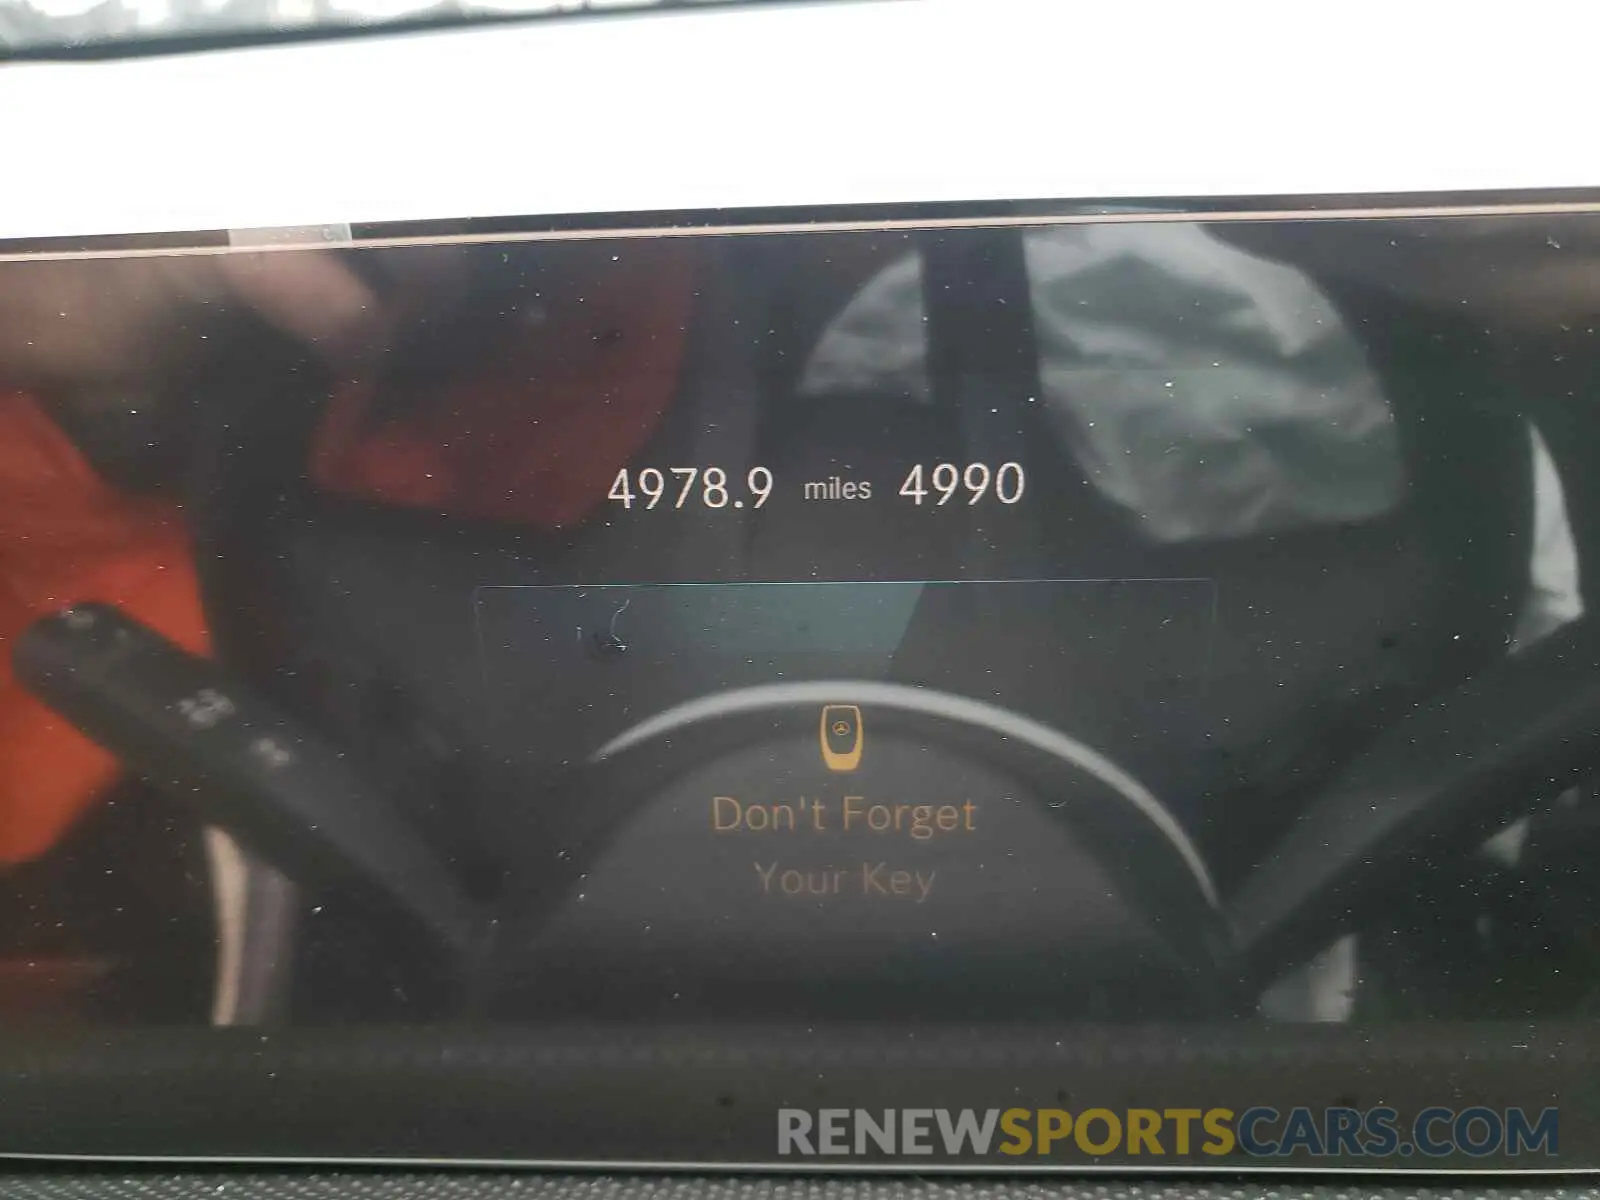 4978.9 miles 4990
Don't Forget
Your Key
RENEWSPORTSCARS.COM